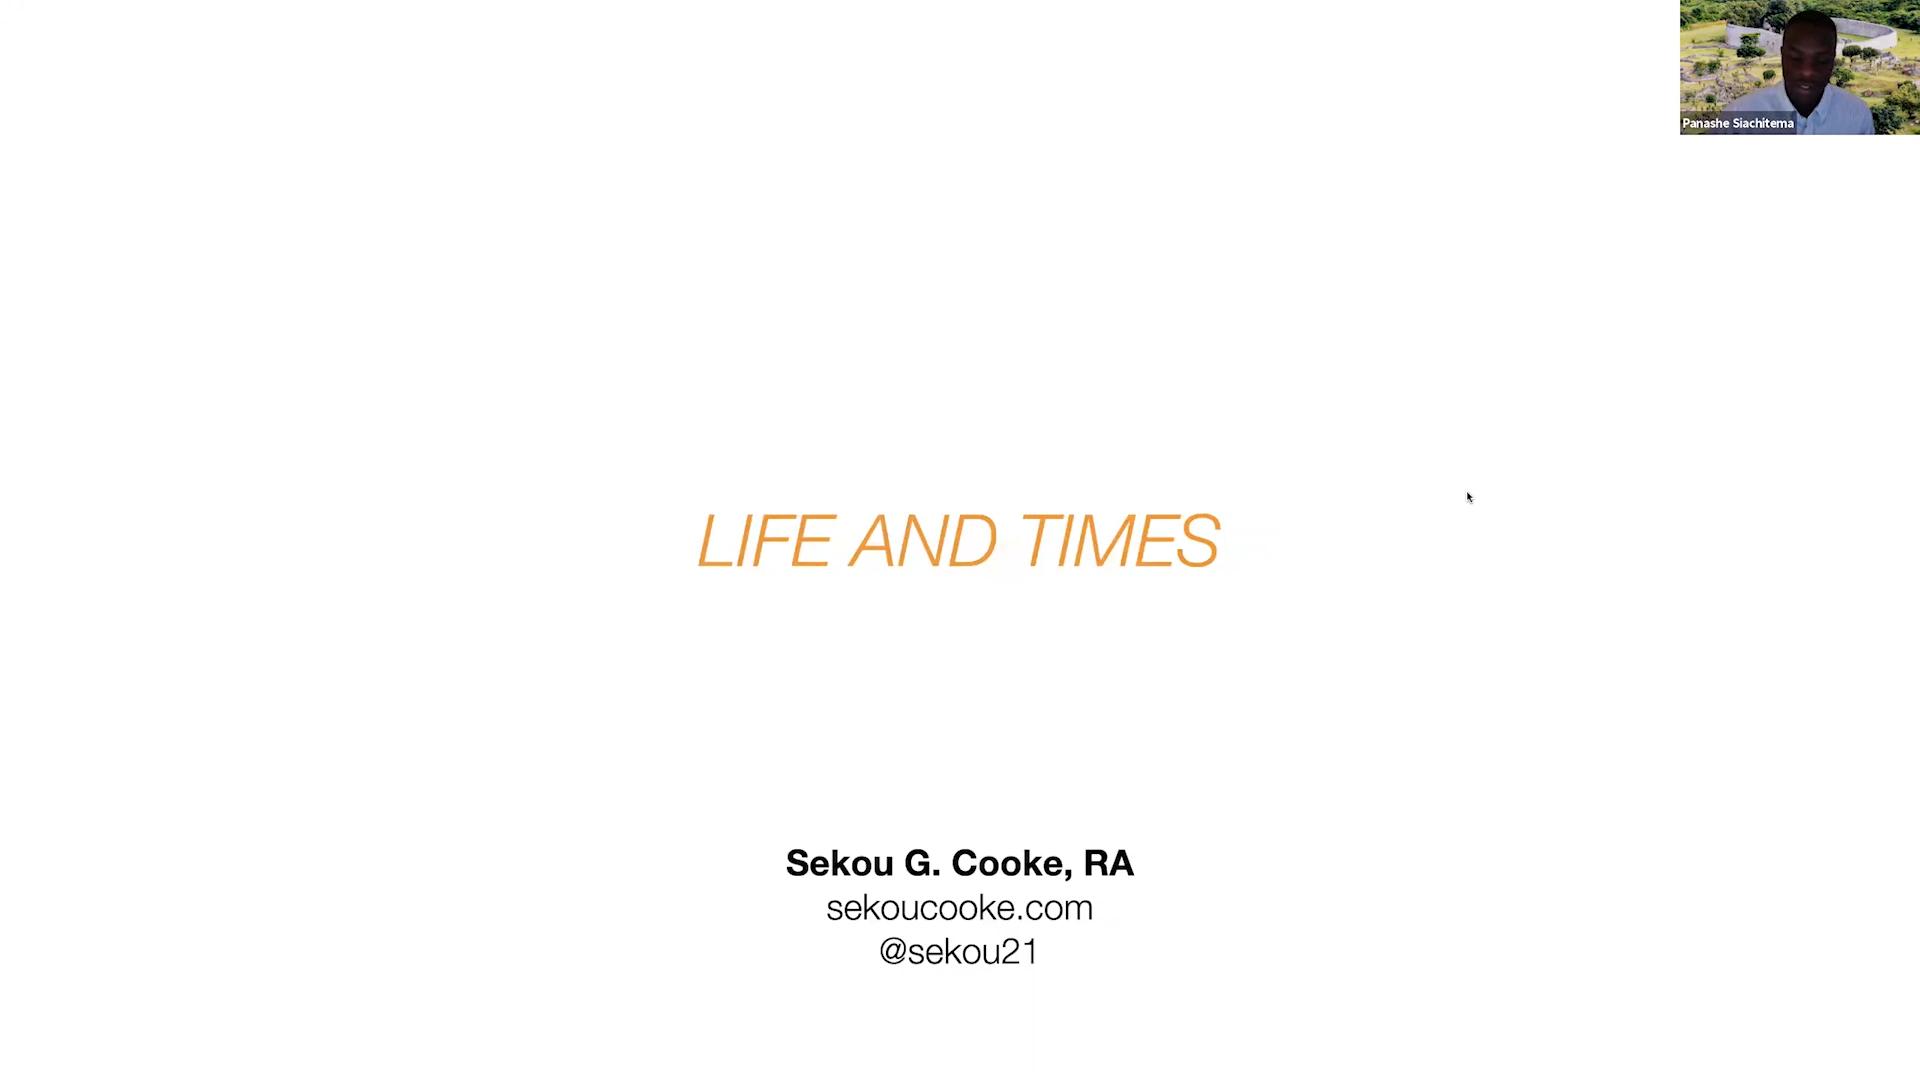 Panashe Siachitema
LIFE AND TIMES
Sekou G. Cooke, RA
sekoucooke.com
@sekou21